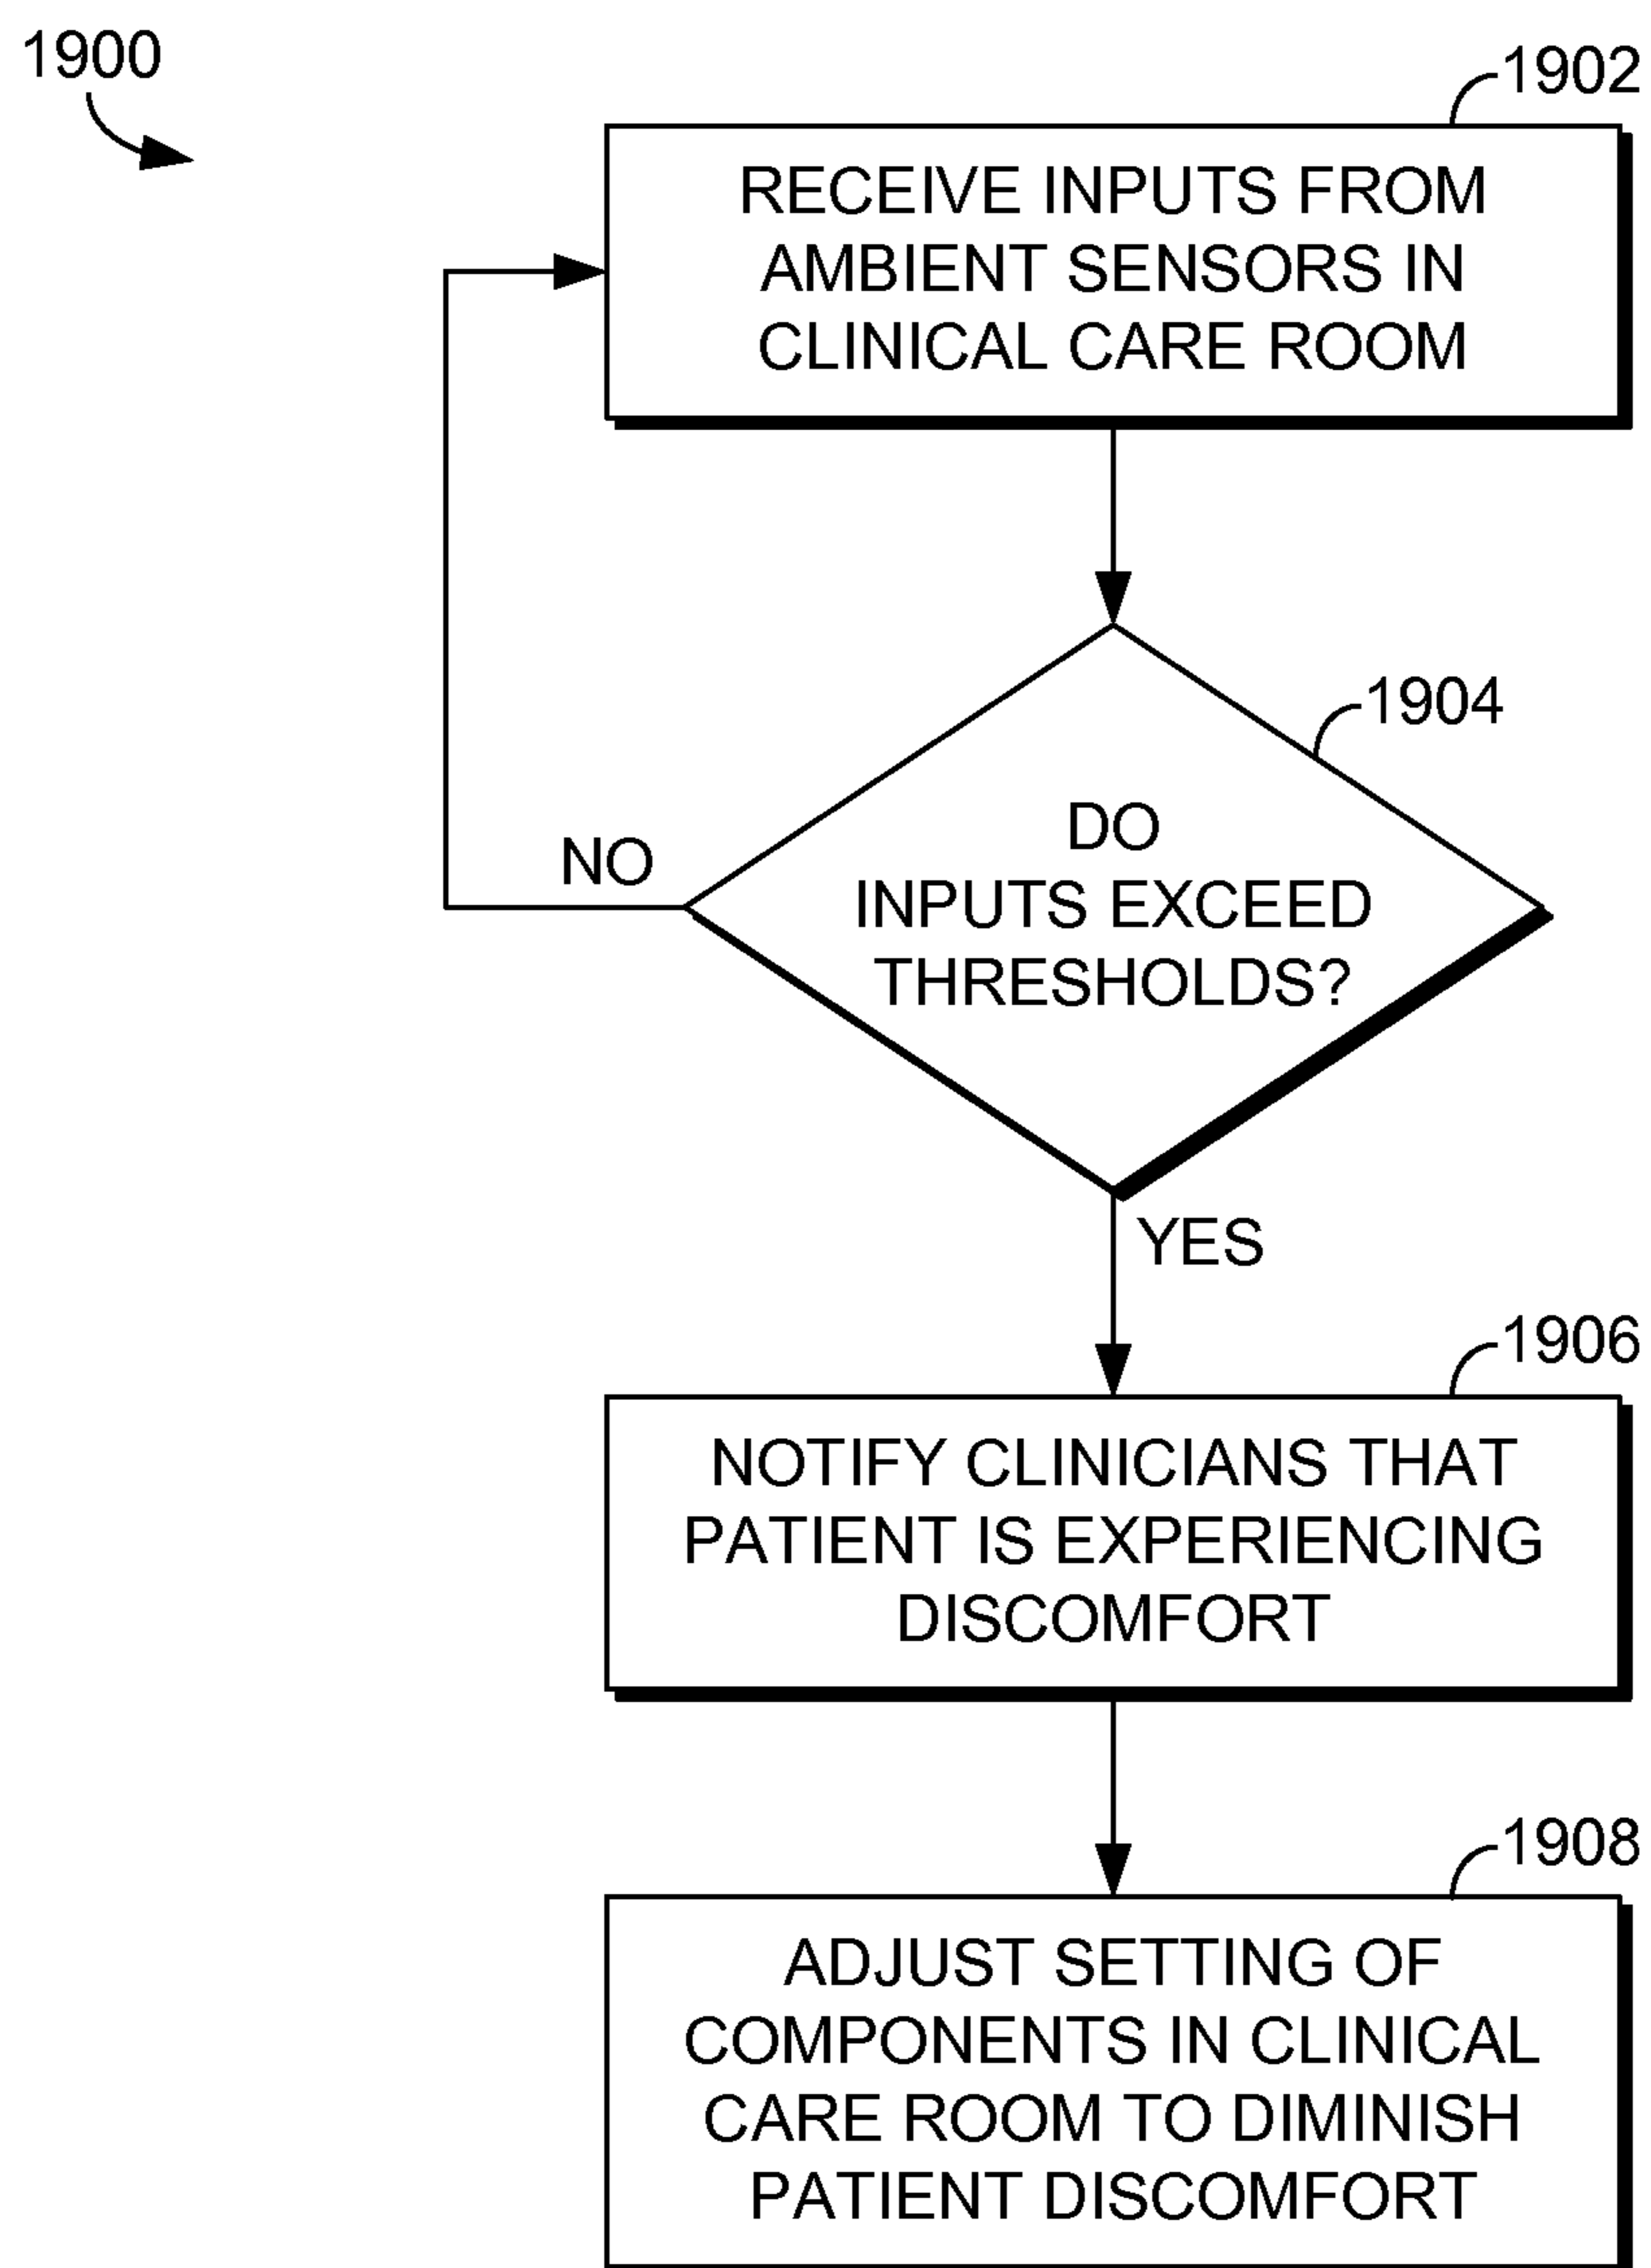 1900
1902
RECEIVE INPUTS FROM
AMBIENT SENSORS IN
CLINICAL CARE ROOM
1904
DO
INPUTS EXCEED
THRESHOLDS?
NO
YES
1906
NOTIFY CLINICIANS THAT
PATIENT IS EXPERIENCING
DISCOMFORT
1908
ADJUST SETTING OF
COMPONENTS IN CLINICAL
CARE ROOM TO DIMINISH
PATIENT DISCOMFORT